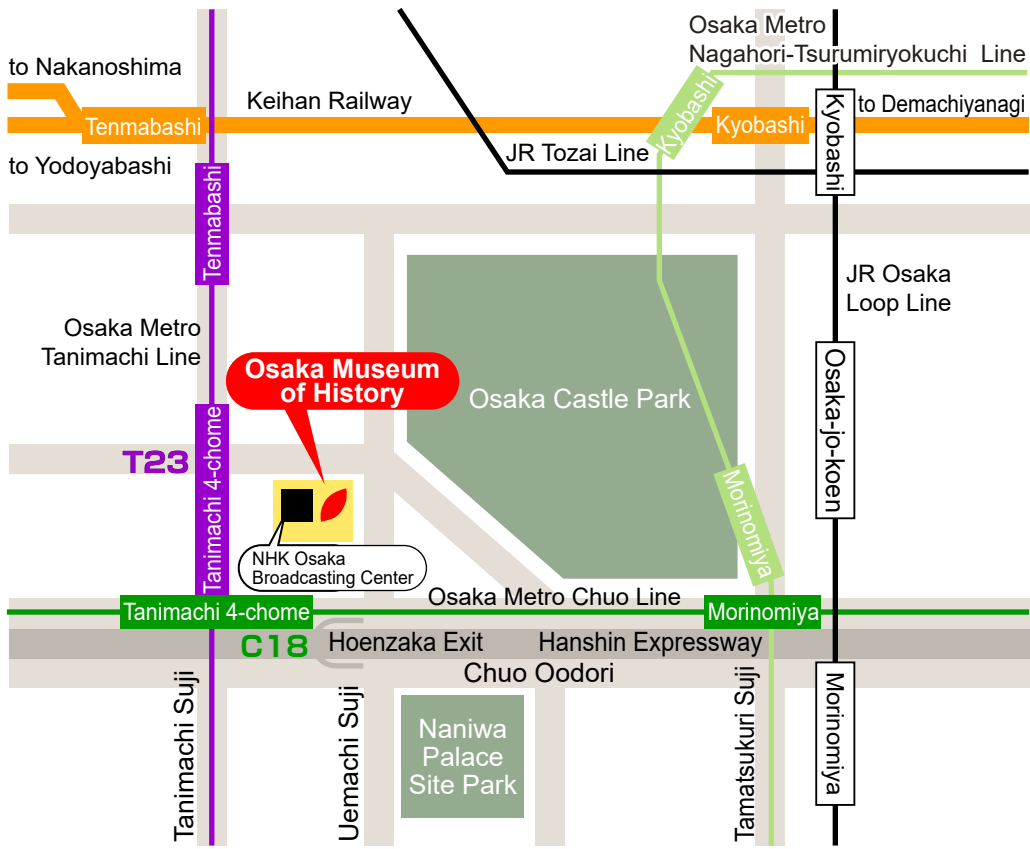 Osaka Metro
Nagahori-Tsurumiryokuchi Line
to Nakanoshima
Keihan Railway
Kyobashi
Kyobashi
Kyobashi
to Demachiyanagi
Tenmabashi
JR Tozai Line
to Yodoyabashi
Tenmabashi
JR Osaka
Loop Line
Osaka Metro
Tanimachi Line
Osaka Museum
of History
Osaka Castle Park
Osaka-jo-koen
T23
Tanimachi 4-chome
Morinomiya
NHK Osaka
Broadcasting Center
Osaka Metro Chuo Line
Tanimachi 4-chome
Morinomiya
C18
Hoenzaka Exit
Hanshin Expressway
Chuo Oodori
Tanimachi Suji
Uemachi Suji
Naniwa
Palace
Site Park
Tamatsukuri Suji
Morinomiya